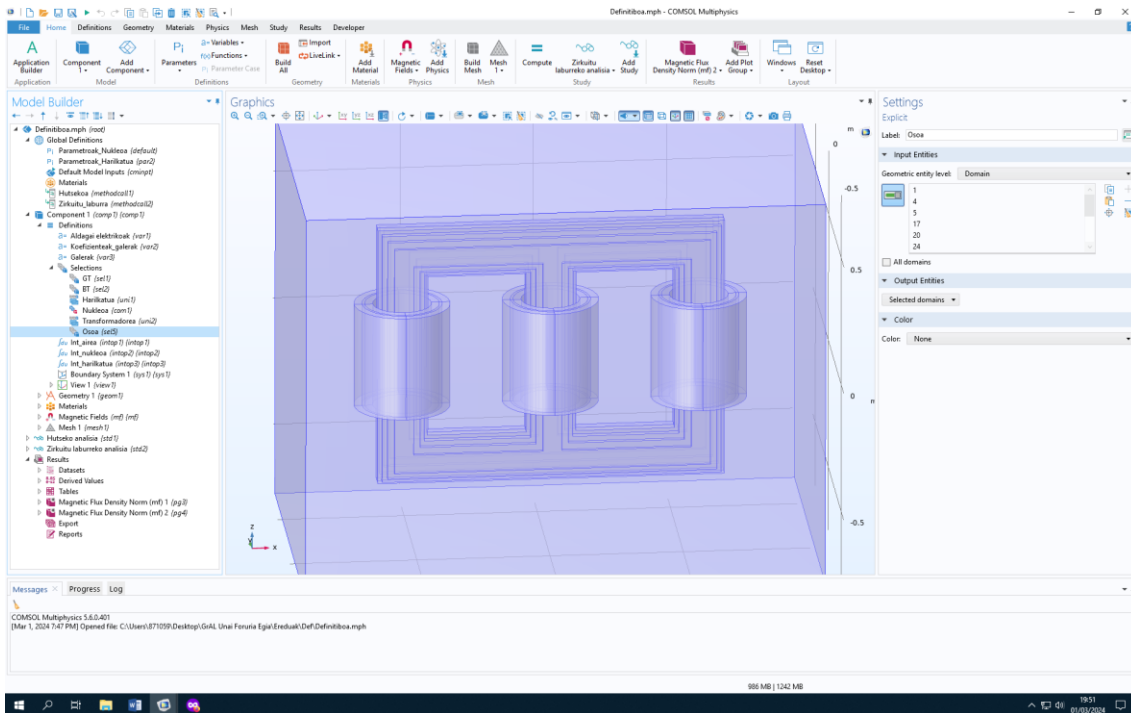 Definitiboa.mph - COMSOL Multiphysics
File Home Definitions Geometry Materials Physics Mesh Study Results Developer
Application Builder
Component 1
Add Component
Parameters
a= Variables
f(x) Functions
Pi Parameter Case
Build All
Import
LiveLink
Add Material
Magnetic Fields
Add Physics
Build Mesh
Mesh 1
Compute
Zirkuitu laburreko analisia
Add Study
Magnetic Flux Density Norm (mf) 2
Add Plot Group
Windows
Reset Desktop
Application Model Definitions Geometry Materials Physics Mesh Study Results Layout
Model Builder
Definitiboa.mph (root)
Global Definitions
Pi Parametroak_Nukleoa (default)
Pi Parametroak_Harilkatua (par2)
Default Model Inputs (cminpt)
Materials
Hutsekoa (methodcall1)
Zirkuitu_laburra (methodcall2)
Component 1 (comp1) (comp1)
Definitions
a= Aldagai elektrikoak (var1)
a= Koefizienteak_galerak (var2)
a= Galerak (var3)
Selections
GT (sel1)
BT (sel2)
Harilkatua (uni1)
Nukleoa (com1)
Transformadorea (uni2)
Osoa (sel5)
Int_airea (intop1) (intop1)
Int_nukleoa (intop2) (intop2)
Int_harilkatua (intop3) (intop3)
Boundary System 1 (sys1) (sys1)
View 1 (view1)
Geometry 1 (geom1)
Materials
Magnetic Fields (mf) (mf)
Mesh 1 (mesh1)
Hutseko analisia (std1)
Zirkuitu laburreko analisia (std2)
Results
Datasets
Derived Values
Tables
Magnetic Flux Density Norm (mf) 1 (pg3)
Magnetic Flux Density Norm (mf) 2 (pg4)
Export
Reports
Graphics
m
0
-0.5
0.5
0
m
-0.5
z
y
x
Settings
Explicit
Label: Osoa
Input Entities
Geometric entity level: Domain
1
4
5
17
20
24
All domains
Output Entities
Selected domains
Color
Color: None
Messages Progress Log
COMSOL Multiphysics 5.6.0.401
[Mar 1, 2024 7:47 PM] Opened file: C:\Users\871059\Desktop\GrAL Unai Foruria Egia\Ereduak\Def\Definitiboa.mph
986 MB | 1242 MB
19:51
01/03/2024